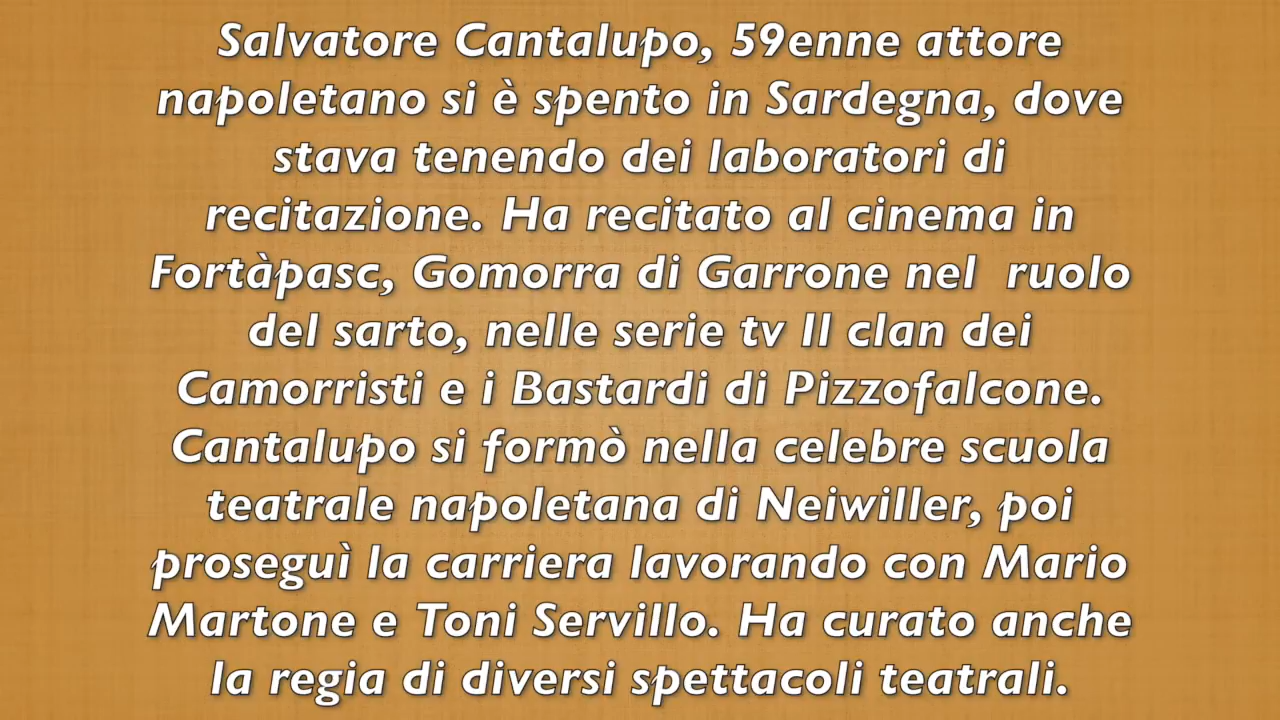 Salvatore Cantalupo, 59enne attore
napoletano si è spento in Sardegna, dove
stava tenendo dei laboratori di
recitazione. Ha recitato al cinema in
Fortàpasc, Gomorra di Garrone nel  ruolo
del sarto, nelle serie tv Il clan dei
Camorristi e i Bastardi di Pizzofalcone.
Cantalupo si formò nella celebre scuola
teatrale napoletana di Neiwiller, poi
proseguì la carriera lavorando con Mario
Martone e Toni Servillo. Ha curato anche
la regia di diversi spettacoli teatrali.